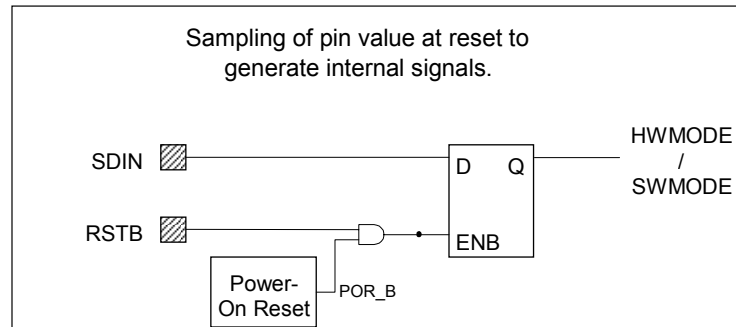 Sampling of pin value at reset to
generate internal signals.
SDIN
D
Q
HWMODE
/
SWMODE
RSTB
ENB
Power-
On Reset
POR_B